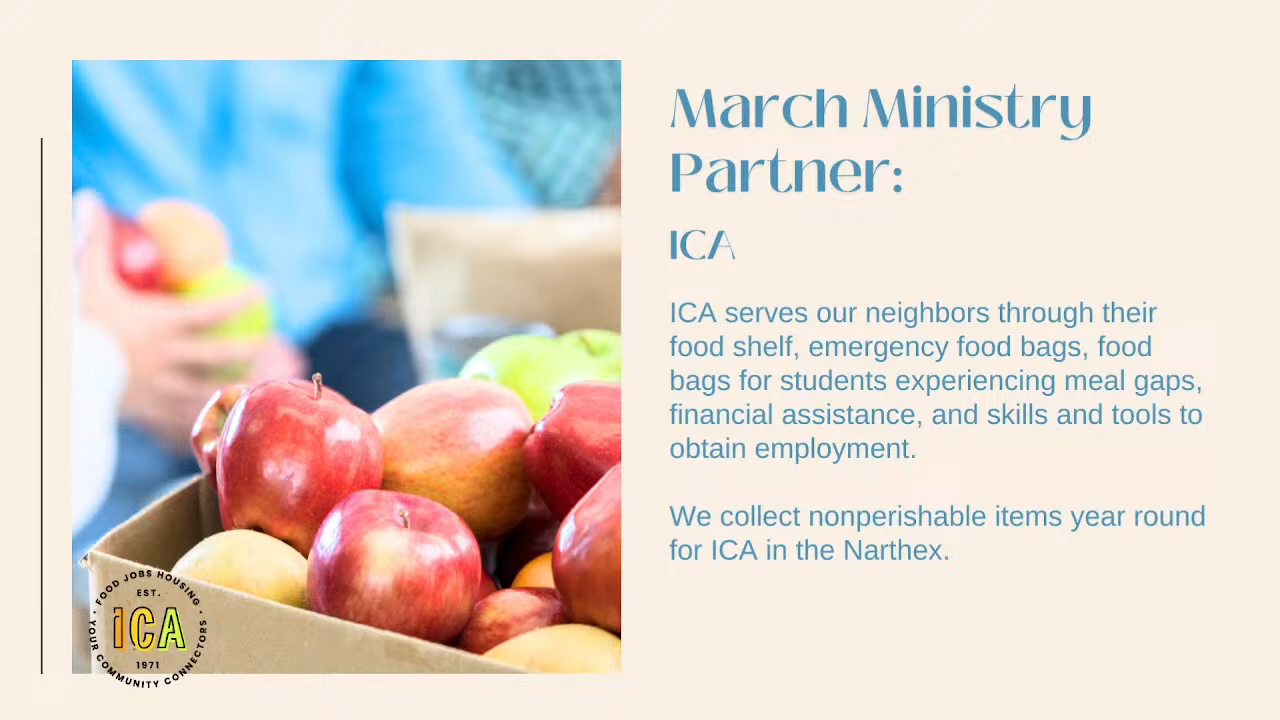 March Ministry
Partner:
ICA
ICA serves our neighbors through their
food shelf, emergency food bags, food
bags for students experiencing meal gaps,
financial assistance, and skills and tools to
obtain employment.
We collect nonperishable items year round
for ICA in the Narthex.
FOOD JOBS HOUSING
EST.
ICA
1971
YOUR COMMUNITY CONNECTORS